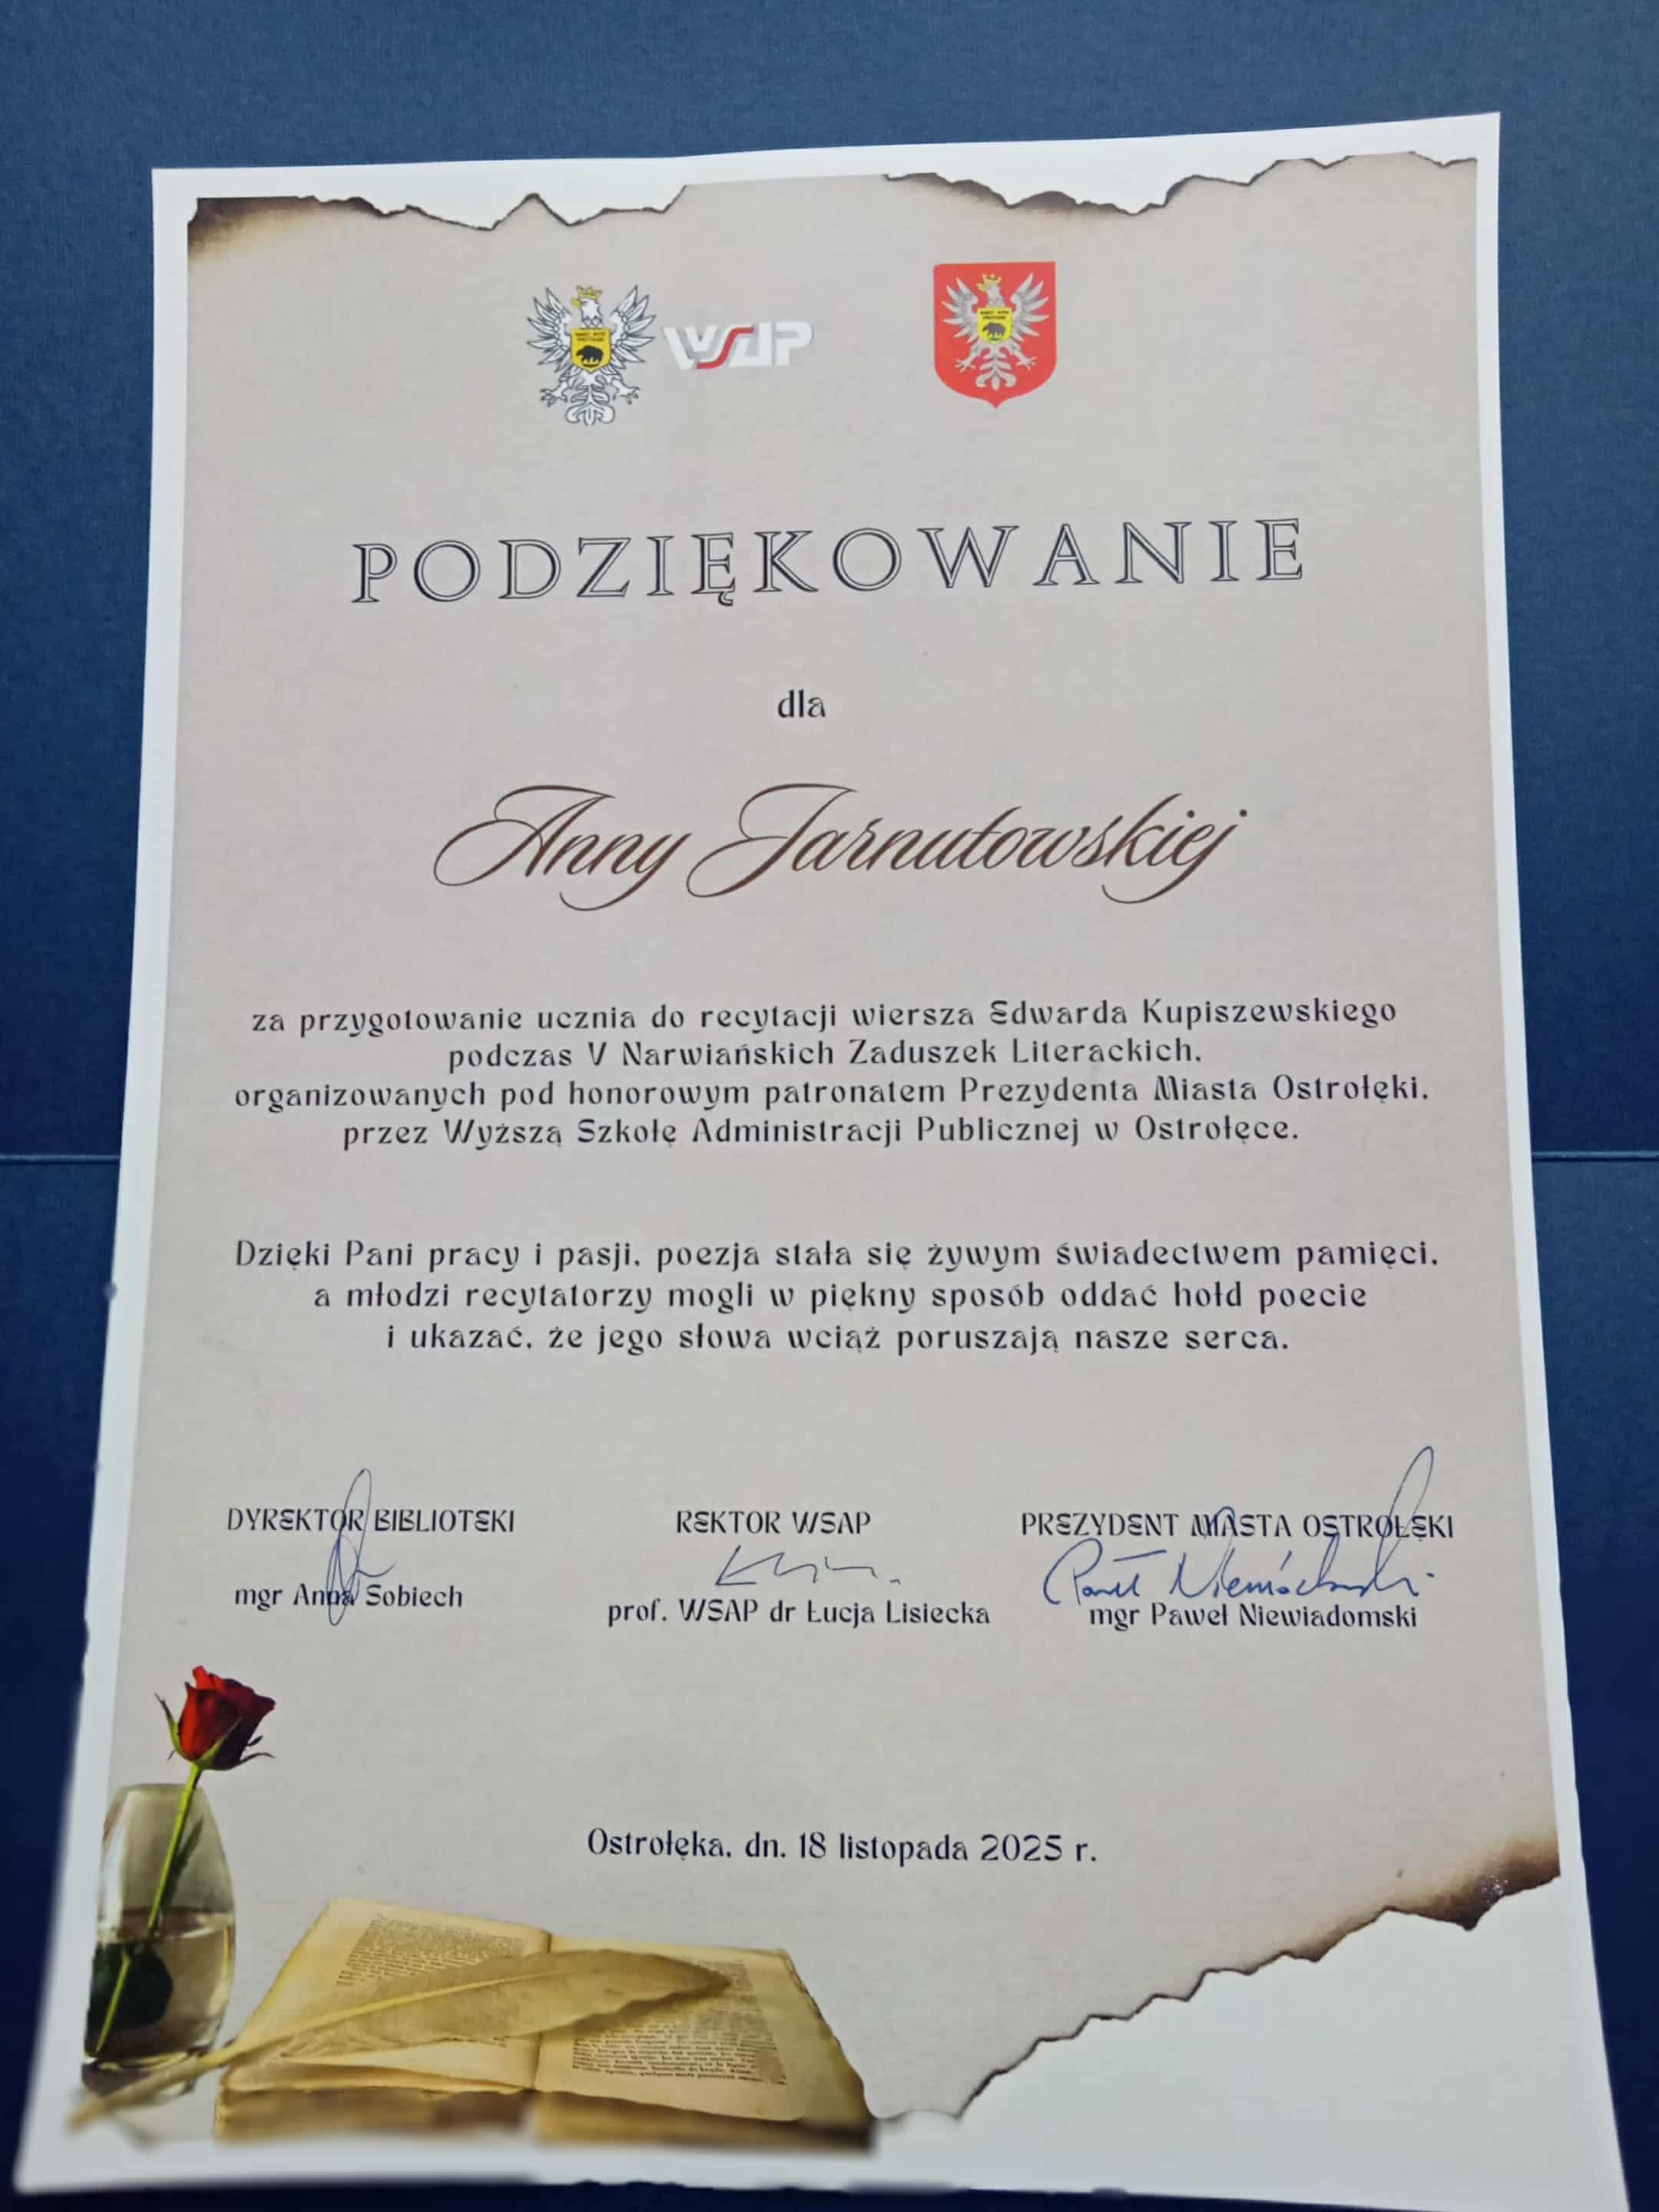 WSAP
PODZIĘKOWANIE
dla
Anny Jarnutowskiej
za przygotowanie ucznia do recytacji wiersza Edwarda Kupiszewskiego
podczas V Narwiańskich Zaduszek Literackich,
organizowanych pod honorowym patronatem Prezydenta Miasta Ostrołęki,
przez Wyższą Szkołę Administracji Publicznej w Ostrołęce.
Dzięki Pani pracy i pasji, poezja stała się żywym świadectwem pamięci,
a młodzi recytatorzy mogli w piękny sposób oddać hołd poecie
i ukazać, że jego słowa wciąż poruszają nasze serca.
DYREKTOR BIBLIOTEKI
mgr Anna Sobiech
REKTOR WSAP
prof. WSAP dr Łucja Lisiecka
PREZYDENT MIASTA OSTROŁĘKI
Paweł Niewiadomski
mgr Paweł Niewiadomski
Ostrołęka, dn. 18 listopada 2025 r.